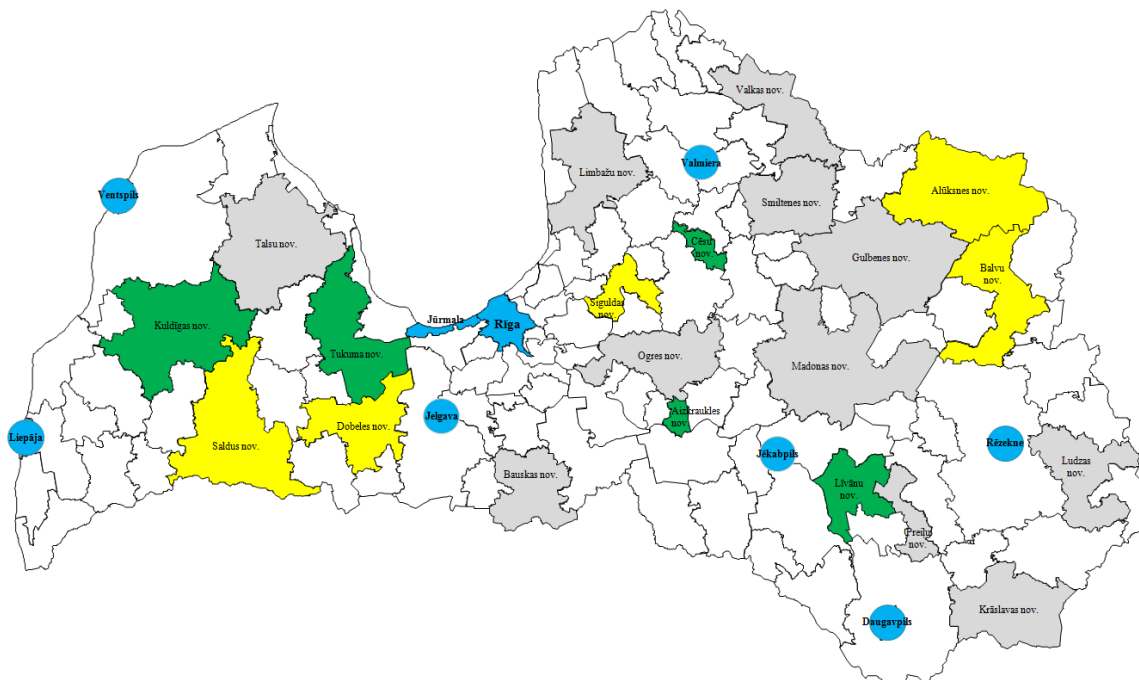 Valkas nov.
Valmiera
Limbažu nov.
Alūksnes nov.
Ventspils
Smiltenes nov.
Cēsu
nov.
Talsu nov.
Gulbenes nov.
Balvu
nov.
Siguldas
nov.
Kuldīgas nov.
Jūrmala
Rīga
Tukuma nov.
Ogres nov.
Madonas nov.
Aizkraukles
nov.
Jelgava
Dobeles nov.
Liepāja
Saldus nov.
Rēzekne
Jēkabpils
Ludzas
nov.
Bauskas nov.
Līvānu
nov.
Preiļu
nov.
Krāslavas nov.
Daugavpils